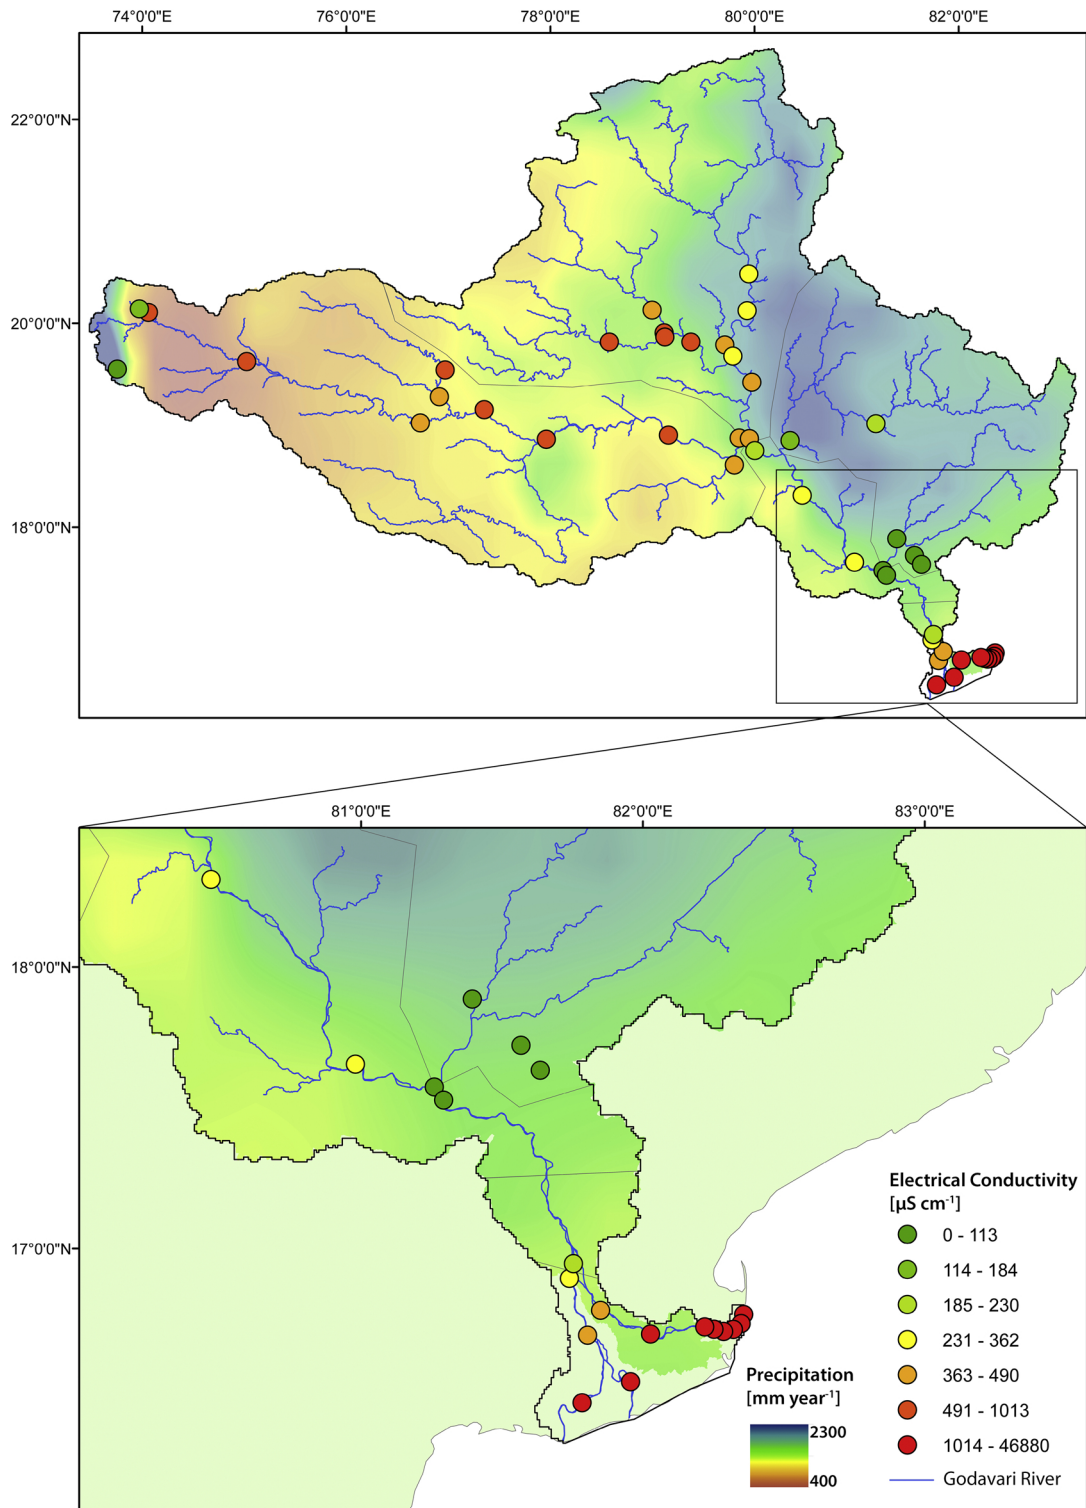 74°0'0"E 76°0'0"E 78°0'0"E 80°0'0"E 82°0'0"E
22°0'0"N
20°0'0"N
18°0'0"N
81°0'0"E 82°0'0"E 83°0'0"E
18°0'0"N
17°0'0"N
Electrical Conductivity
[µS cm⁻¹]
0 - 113
114 - 184
185 - 230
231 - 362
363 - 490
491 - 1013
1014 - 46880
Godavari River
Precipitation
[mm year⁻¹]
2300
400